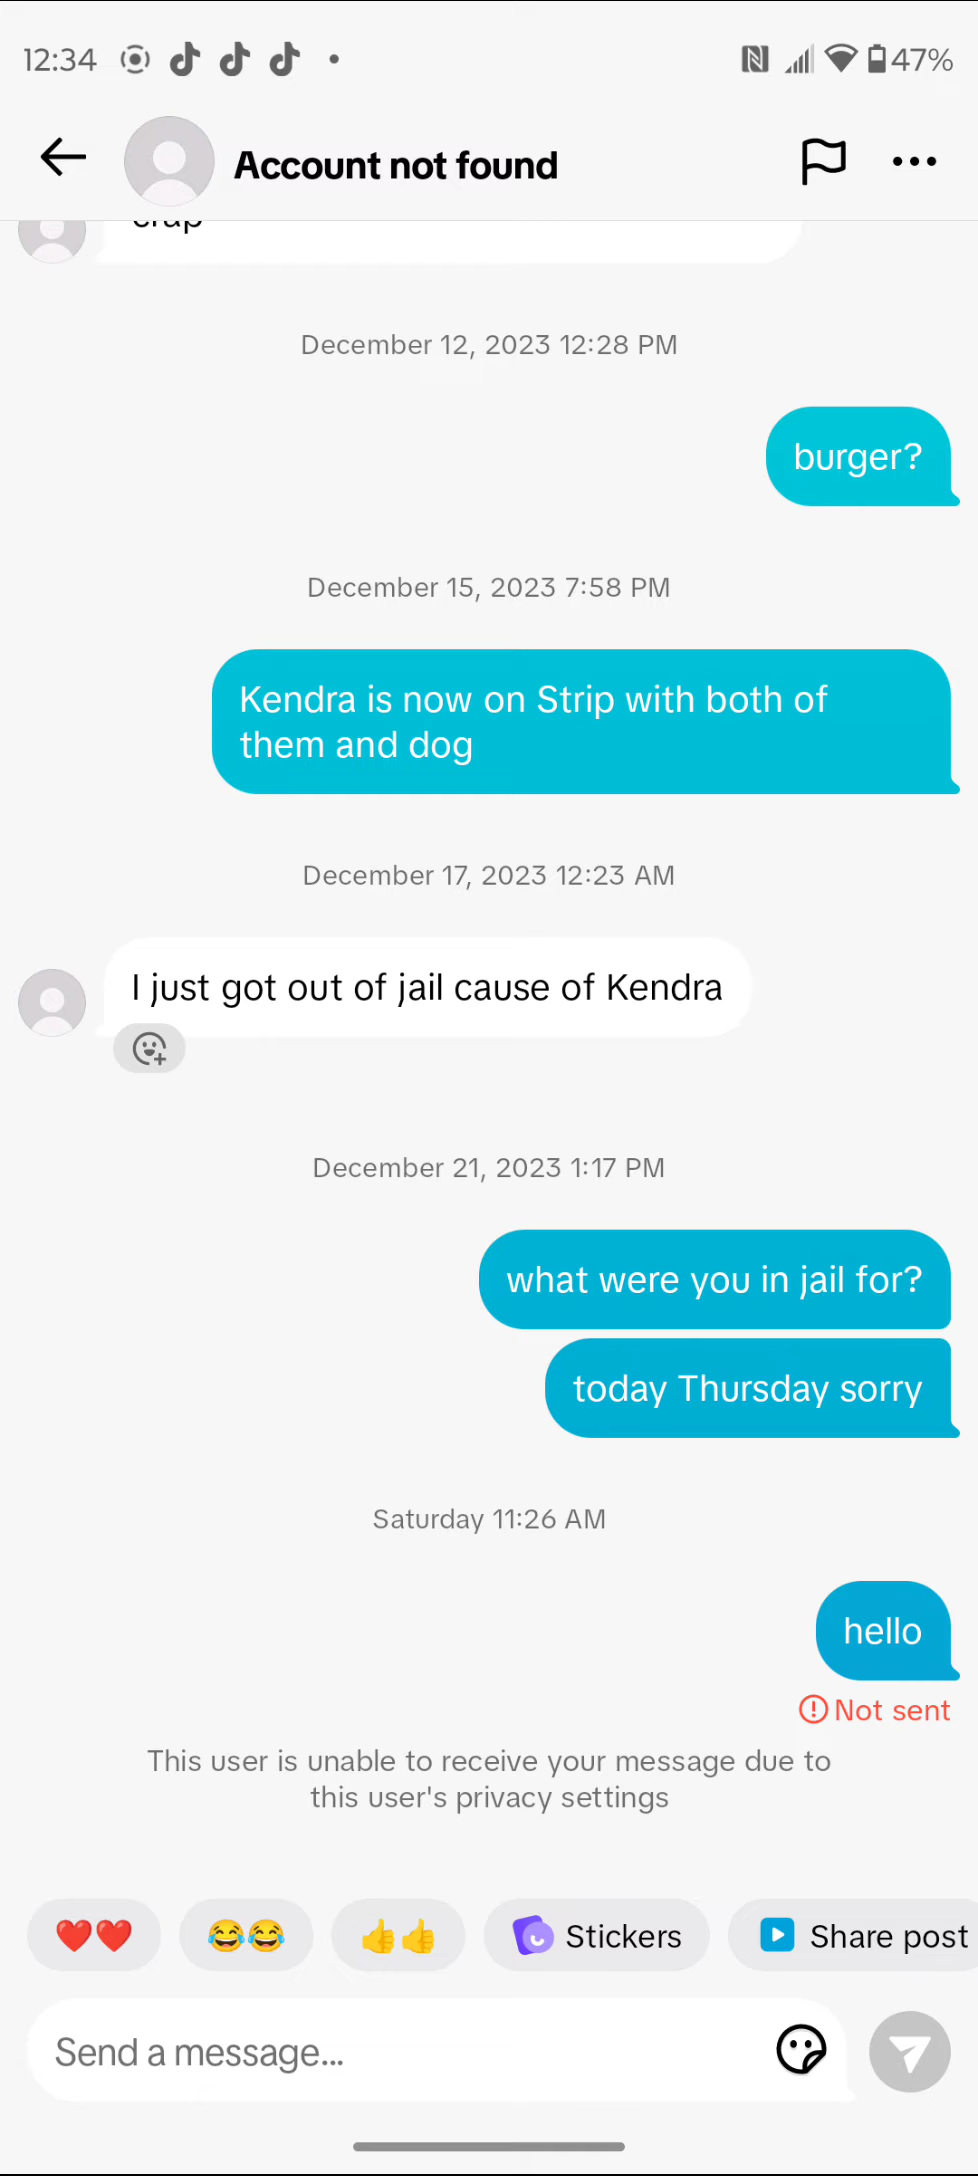 12:34
47%
Account not found
crap
December 12, 2023 12:28 PM
burger?
December 15, 2023 7:58 PM
Kendra is now on Strip with both of
them and dog
December 17, 2023 12:23 AM
I just got out of jail cause of Kendra
December 21, 2023 1:17 PM
what were you in jail for?
today Thursday sorry
Saturday 11:26 AM
hello
Not sent
This user is unable to receive your message due to
this user's privacy settings
Stickers
Share post
Send a message...